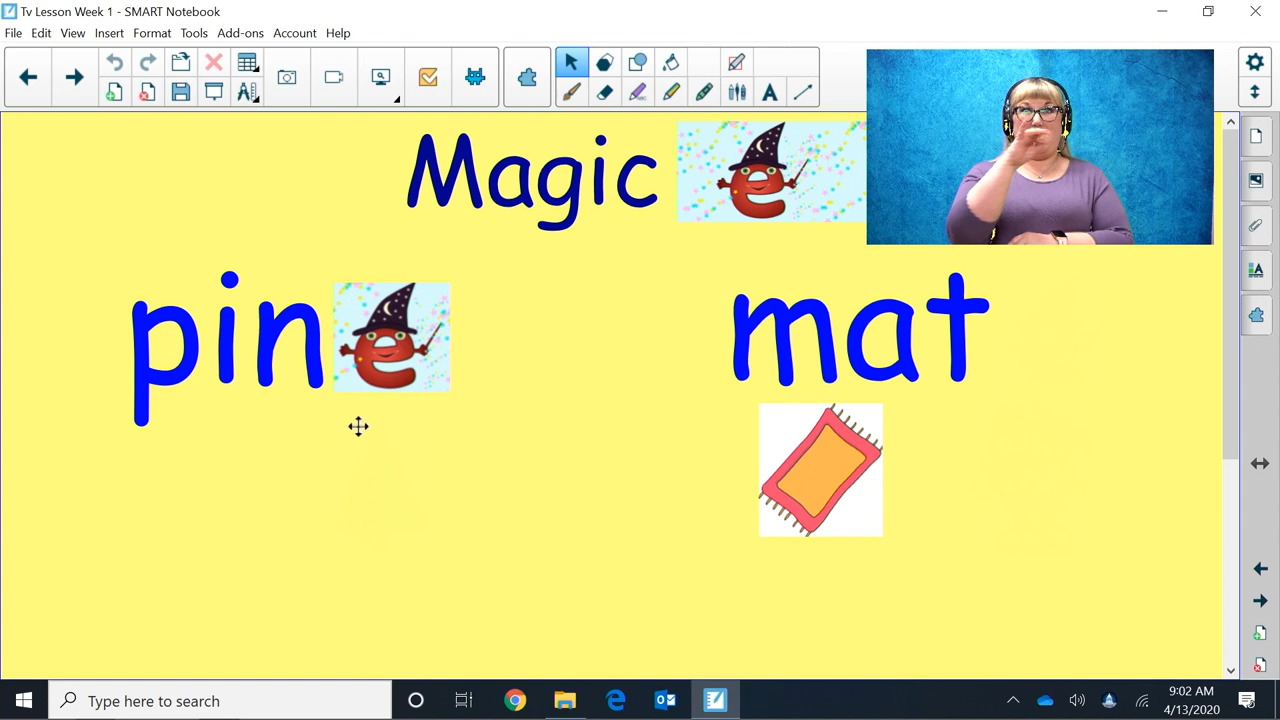 Tv Lesson Week 1 - SMART Notebook
File Edit View Insert Format Tools Add-ons Account Help
Magic e
pine
mat
Type here to search
9:02 AM
4/13/2020